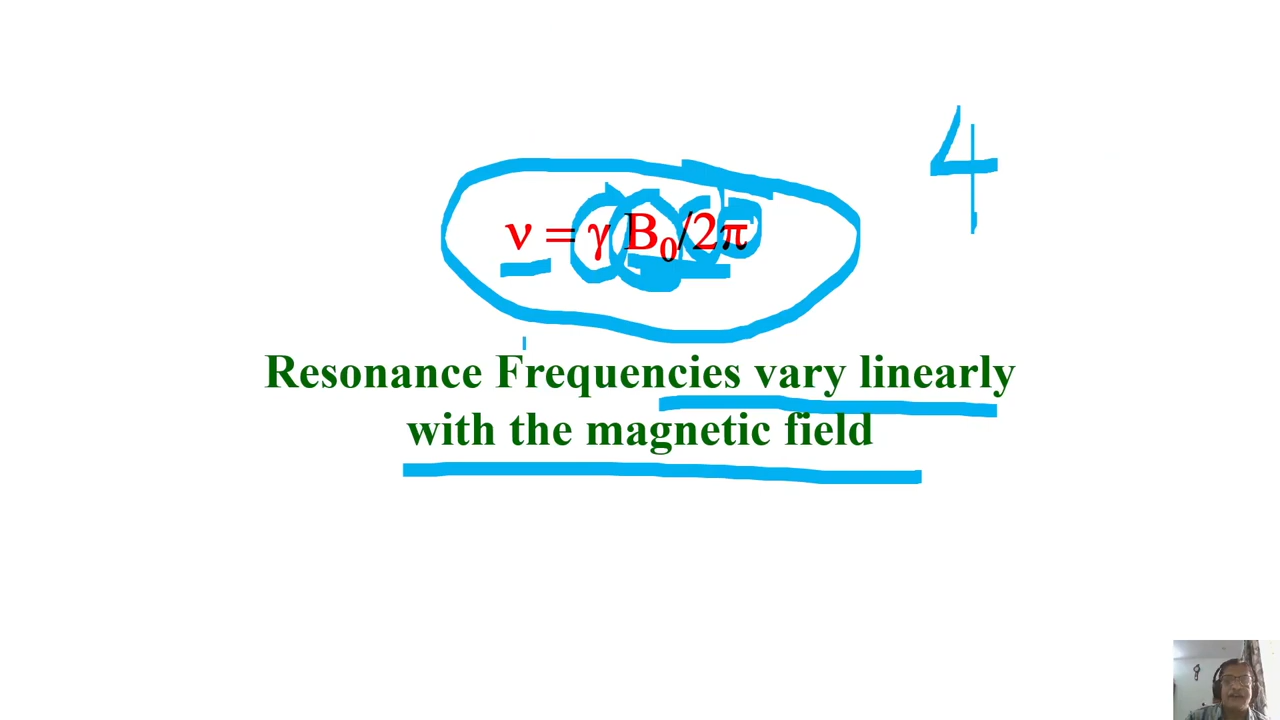 4
ν = γ B₀/2π
Resonance Frequencies vary linearly
with the magnetic field